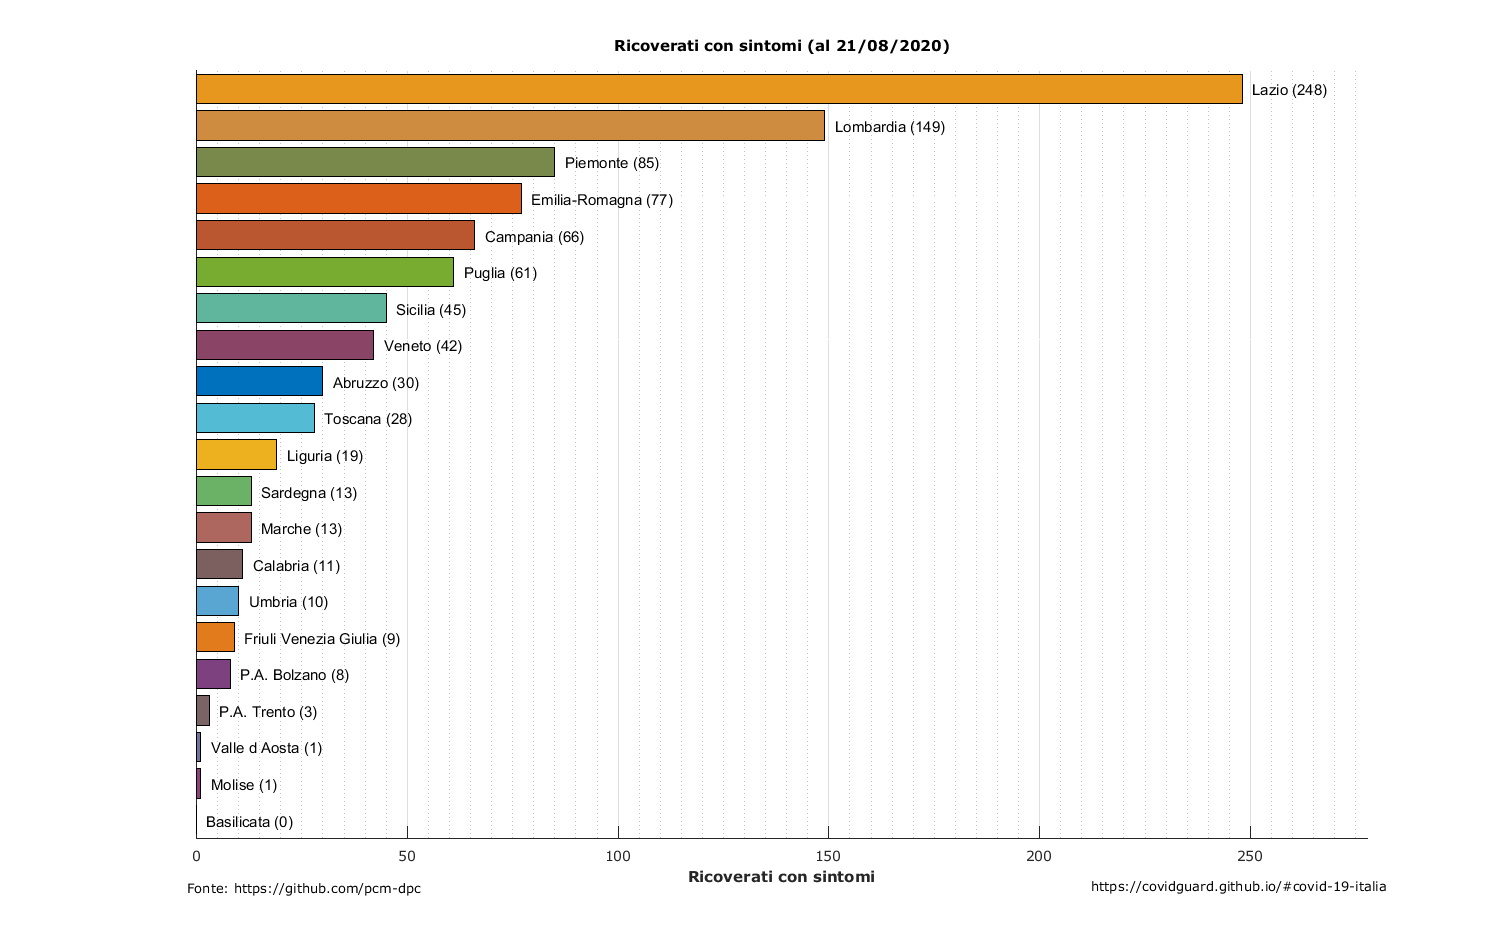 Ricoverati con sintomi (al 21/08/2020)
Lazio (248)
Lombardia (149)
Piemonte (85)
Emilia-Romagna (77)
Campania (66)
Puglia (61)
Sicilia (45)
Veneto (42)
Abruzzo (30)
Toscana (28)
Liguria (19)
Sardegna (13)
Marche (13)
Calabria (11)
Umbria (10)
Friuli Venezia Giulia (9)
P.A. Bolzano (8)
P.A. Trento (3)
Valle d Aosta (1)
Molise (1)
Basilicata (0)
0 50 100 150 200 250
Ricoverati con sintomi
Fonte: https://github.com/pcm-dpc
https://covidguard.github.io/#covid-19-italia